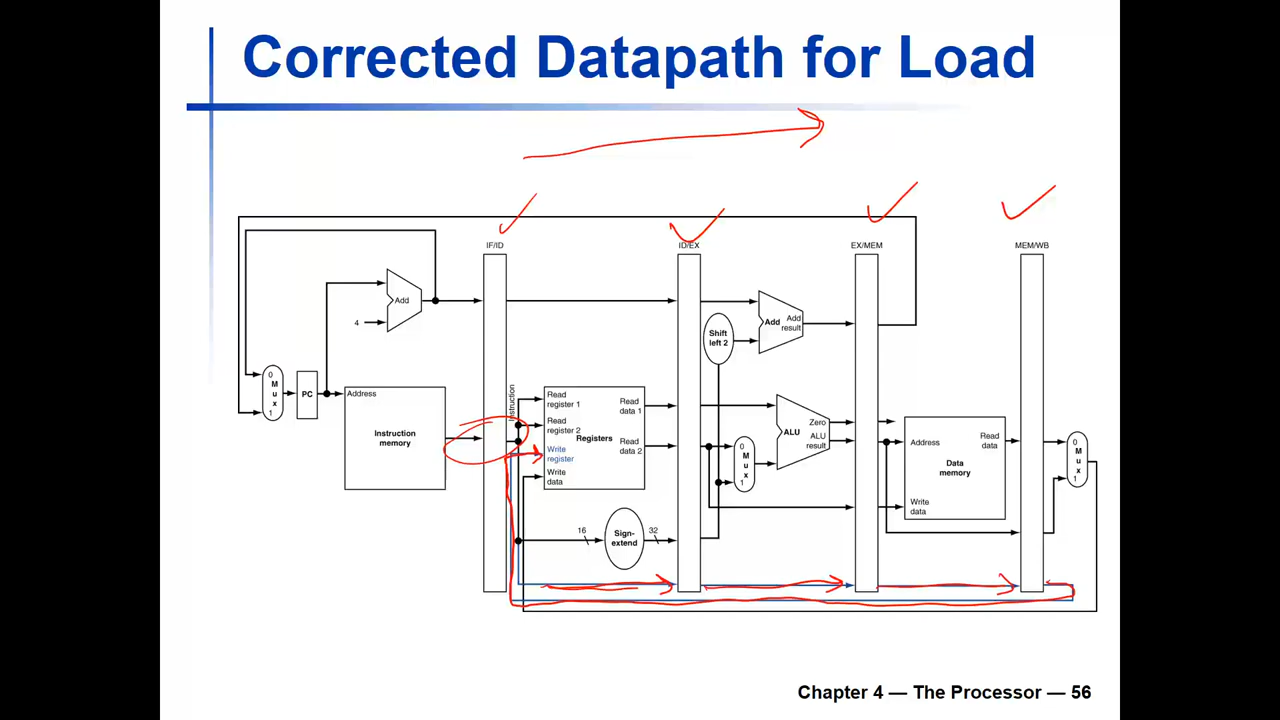 Corrected Datapath for Load
IF/ID
ID/EX
EX/MEM
MEM/WB
Add
4
Shift
left 2
Add
Add
result
0
M
u
x
1
PC
Address
Instruction
memory
Instruction
Read
register 1
Read
register 2
Write
register
Write
data
Registers
Read
data 1
Read
data 2
16
Sign-
extend
32
0
M
u
x
1
ALU
Zero
ALU
result
Address
Write
data
Data
memory
Read
data
0
M
u
x
1
Chapter 4 — The Processor — 56